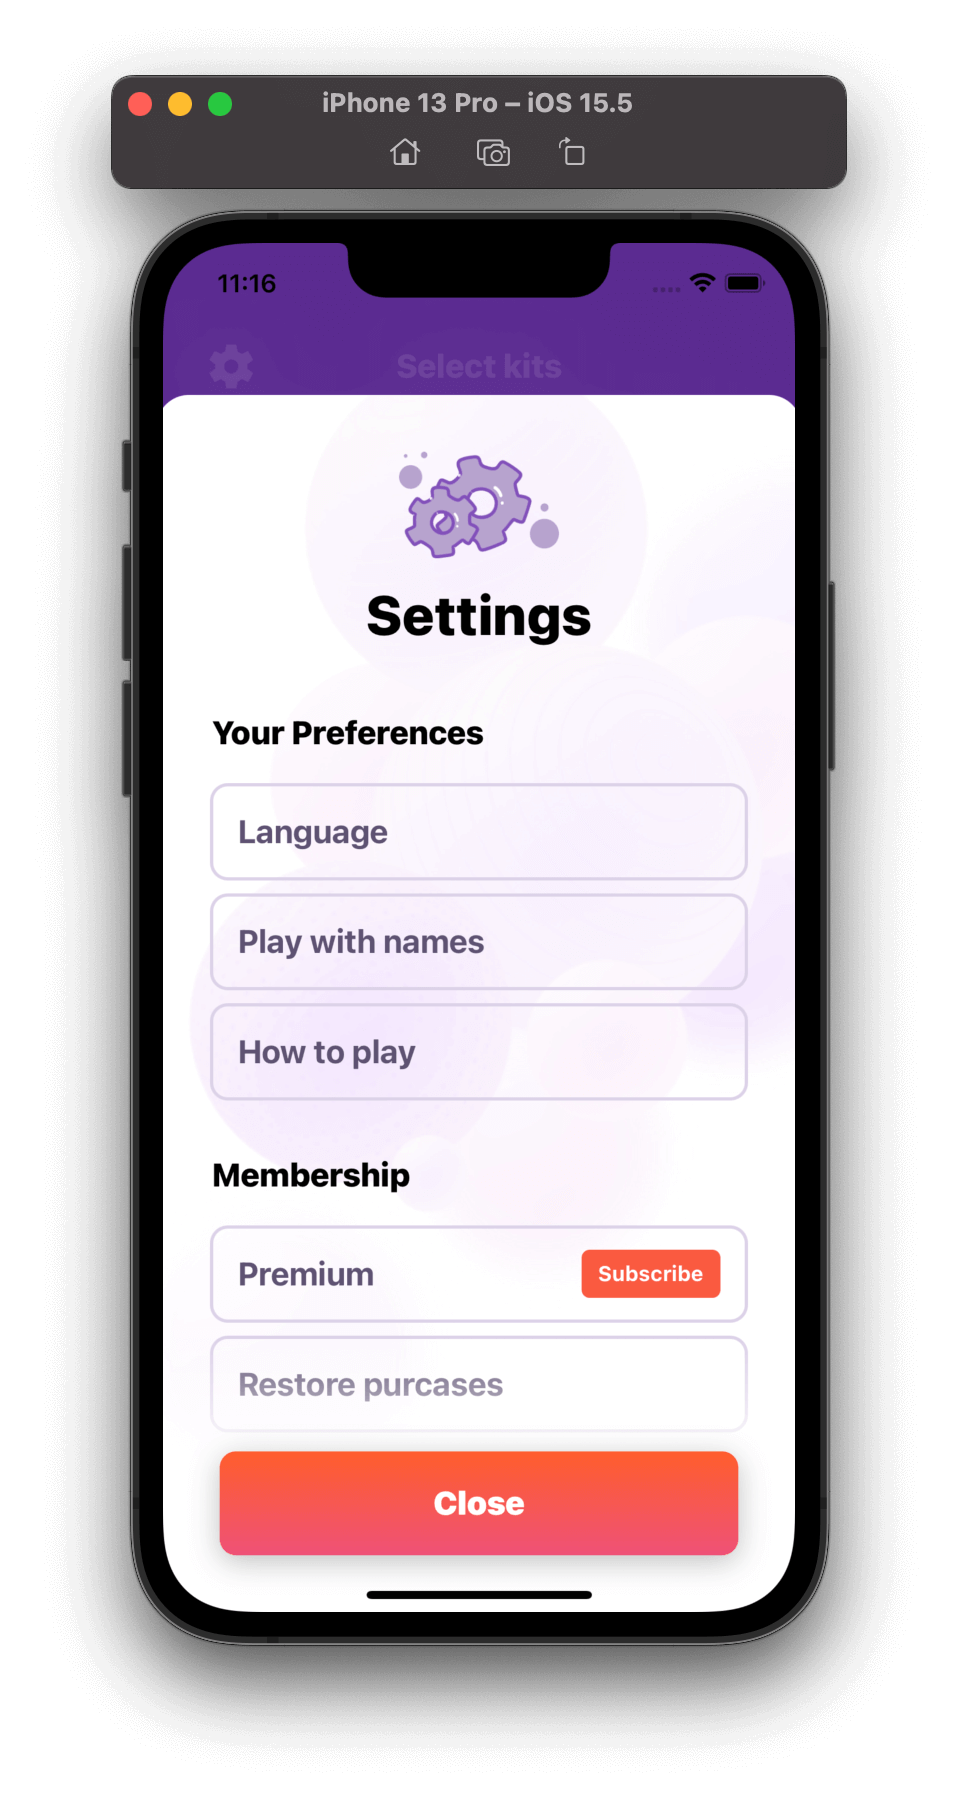 iPhone 13 Pro – iOS 15.5
11:16
Select kits
Settings
Your Preferences
Language
Play with names
How to play
Membership
Premium
Subscribe
Restore purcases
Close